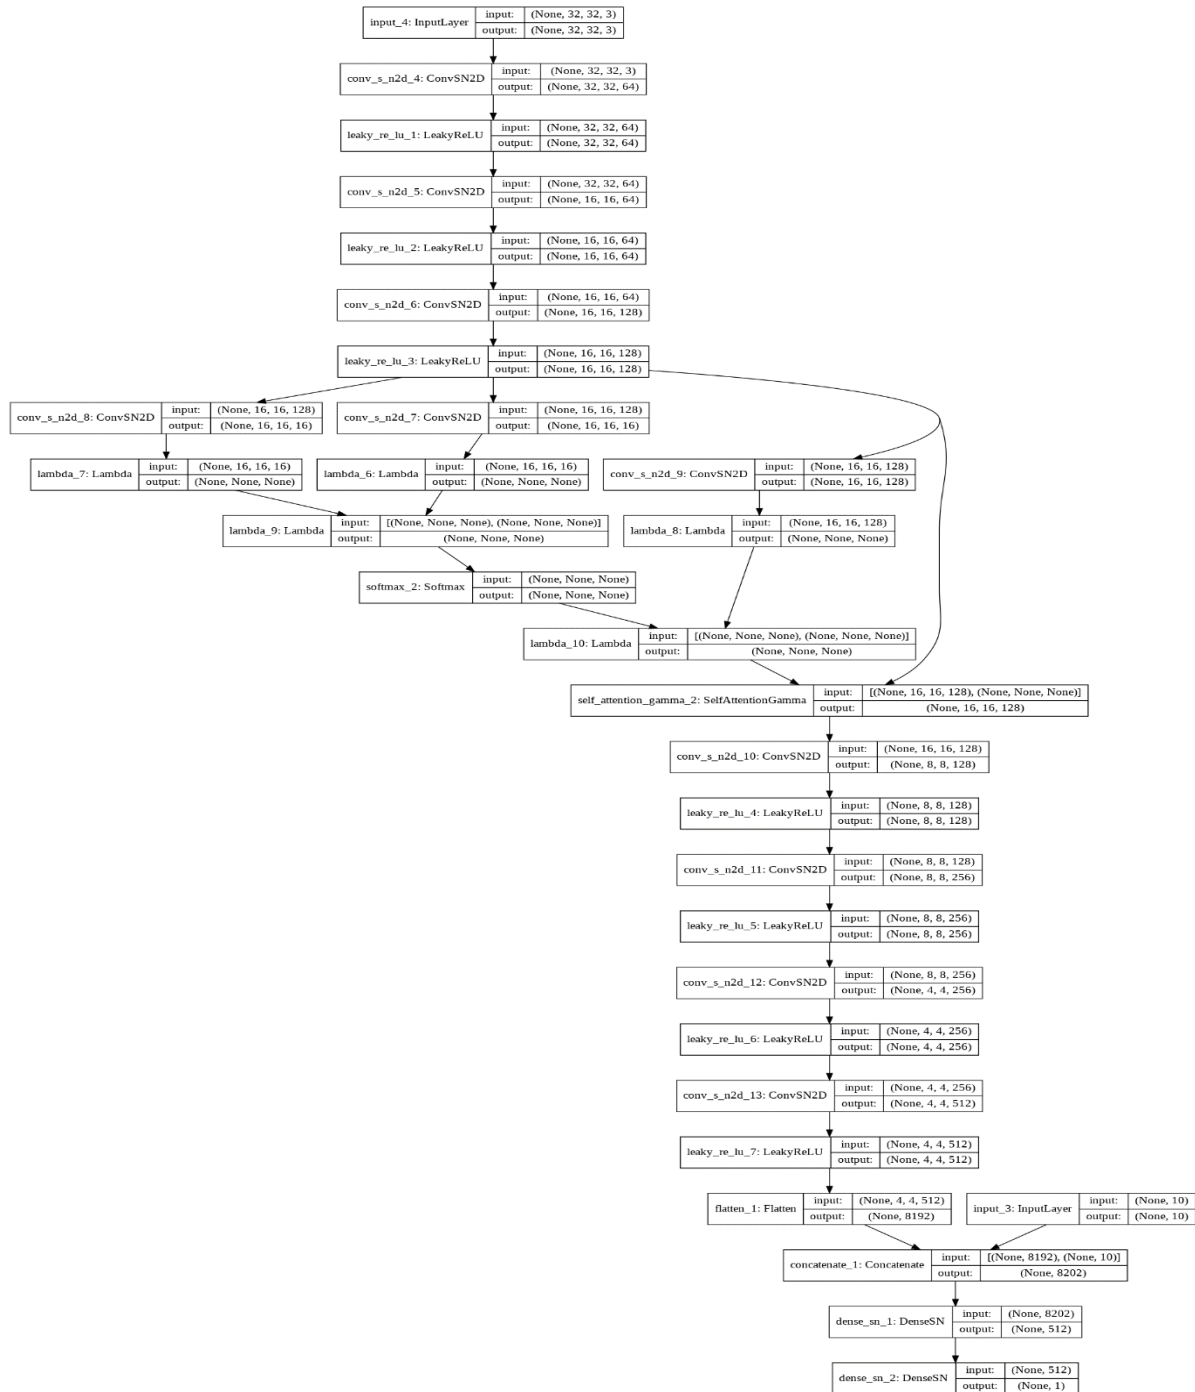 input_4: InputLayer
input: (None, 32, 32, 3)
output: (None, 32, 32, 3)
conv_s_n2d_4: ConvSN2D
input: (None, 32, 32, 3)
output: (None, 32, 32, 64)
leaky_re_lu_1: LeakyReLU
input: (None, 32, 32, 64)
output: (None, 32, 32, 64)
conv_s_n2d_5: ConvSN2D
input: (None, 32, 32, 64)
output: (None, 16, 16, 64)
leaky_re_lu_2: LeakyReLU
input: (None, 16, 16, 64)
output: (None, 16, 16, 64)
conv_s_n2d_6: ConvSN2D
input: (None, 16, 16, 64)
output: (None, 16, 16, 128)
leaky_re_lu_3: LeakyReLU
input: (None, 16, 16, 128)
output: (None, 16, 16, 128)
conv_s_n2d_8: ConvSN2D
input: (None, 16, 16, 128)
output: (None, 16, 16, 16)
conv_s_n2d_7: ConvSN2D
input: (None, 16, 16, 128)
output: (None, 16, 16, 16)
lambda_7: Lambda
input: (None, 16, 16, 16)
output: (None, None, None)
lambda_6: Lambda
input: (None, 16, 16, 16)
output: (None, None, None)
conv_s_n2d_9: ConvSN2D
input: (None, 16, 16, 128)
output: (None, 16, 16, 128)
lambda_9: Lambda
input: [(None, None, None), (None, None, None)]
output: (None, None, None)
lambda_8: Lambda
input: (None, 16, 16, 128)
output: (None, None, None)
softmax_2: Softmax
input: (None, None, None)
output: (None, None, None)
lambda_10: Lambda
input: [(None, None, None), (None, None, None)]
output: (None, None, None)
self_attention_gamma_2: SelfAttentionGamma
input: [(None, 16, 16, 128), (None, None, None)]
output: (None, 16, 16, 128)
conv_s_n2d_10: ConvSN2D
input: (None, 16, 16, 128)
output: (None, 8, 8, 128)
leaky_re_lu_4: LeakyReLU
input: (None, 8, 8, 128)
output: (None, 8, 8, 128)
conv_s_n2d_11: ConvSN2D
input: (None, 8, 8, 128)
output: (None, 8, 8, 256)
leaky_re_lu_5: LeakyReLU
input: (None, 8, 8, 256)
output: (None, 8, 8, 256)
conv_s_n2d_12: ConvSN2D
input: (None, 8, 8, 256)
output: (None, 4, 4, 256)
leaky_re_lu_6: LeakyReLU
input: (None, 4, 4, 256)
output: (None, 4, 4, 256)
conv_s_n2d_13: ConvSN2D
input: (None, 4, 4, 256)
output: (None, 4, 4, 512)
leaky_re_lu_7: LeakyReLU
input: (None, 4, 4, 512)
output: (None, 4, 4, 512)
flatten_1: Flatten
input: (None, 4, 4, 512)
output: (None, 8192)
input_3: InputLayer
input: (None, 10)
output: (None, 10)
concatenate_1: Concatenate
input: [(None, 8192), (None, 10)]
output: (None, 8202)
dense_sn_1: DenseSN
input: (None, 8202)
output: (None, 512)
dense_sn_2: DenseSN
input: (None, 512)
output: (None, 1)